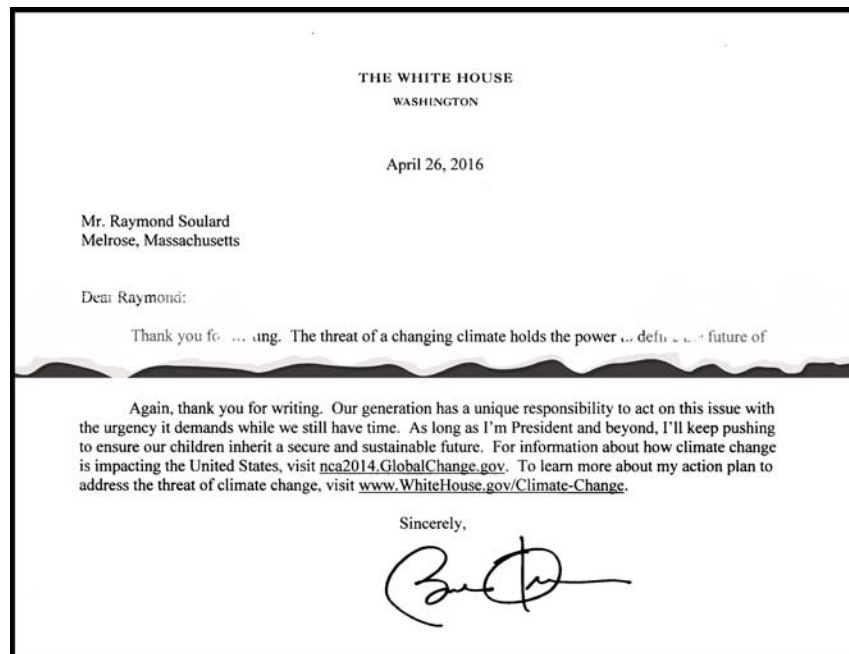 THE WHITE HOUSE
WASHINGTON
April 26, 2016
Mr. Raymond Soulard
Melrose, Massachusetts
Dear Raymond:
Thank you The threat of a changing climate holds the power future of
Again, thank you for writing. Our generation has a unique responsibility to act on this issue with
the urgency it demands while we still have time. As long as I'm President and beyond, I'll keep pushing
to ensure our children inherit a secure and sustainable future. For information about how climate change
is impacting the United States, visit nca2014.GlobalChange.gov. To learn more about my action plan to
address the threat of climate change, visit www.WhiteHouse.gov/Climate-Change.
Sincerely,